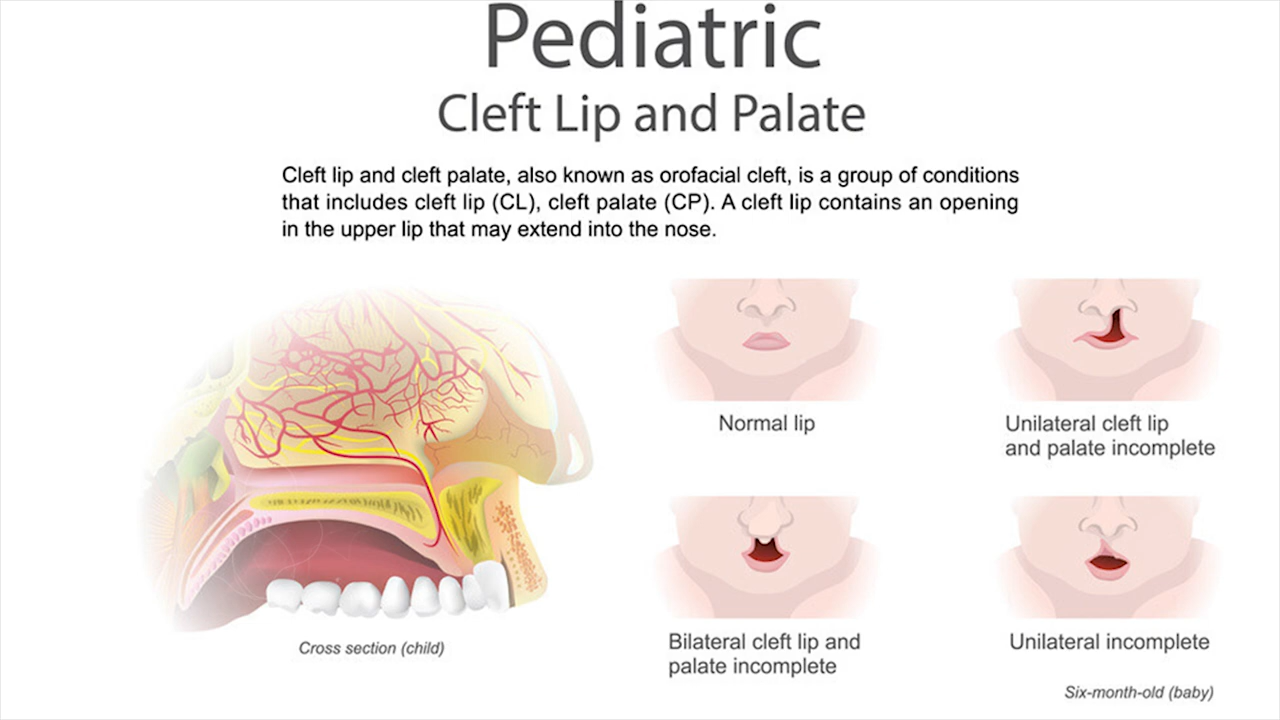 Pediatric
Cleft Lip and Palate
Cleft lip and cleft palate, also known as orofacial cleft, is a group of conditions
that includes cleft lip (CL), cleft palate (CP). A cleft lip contains an opening
in the upper lip that may extend into the nose.
Normal lip
Unilateral cleft lip
and palate incomplete
Bilateral cleft lip and
palate incomplete
Unilateral incomplete
Cross section (child)
Six-month-old (baby)